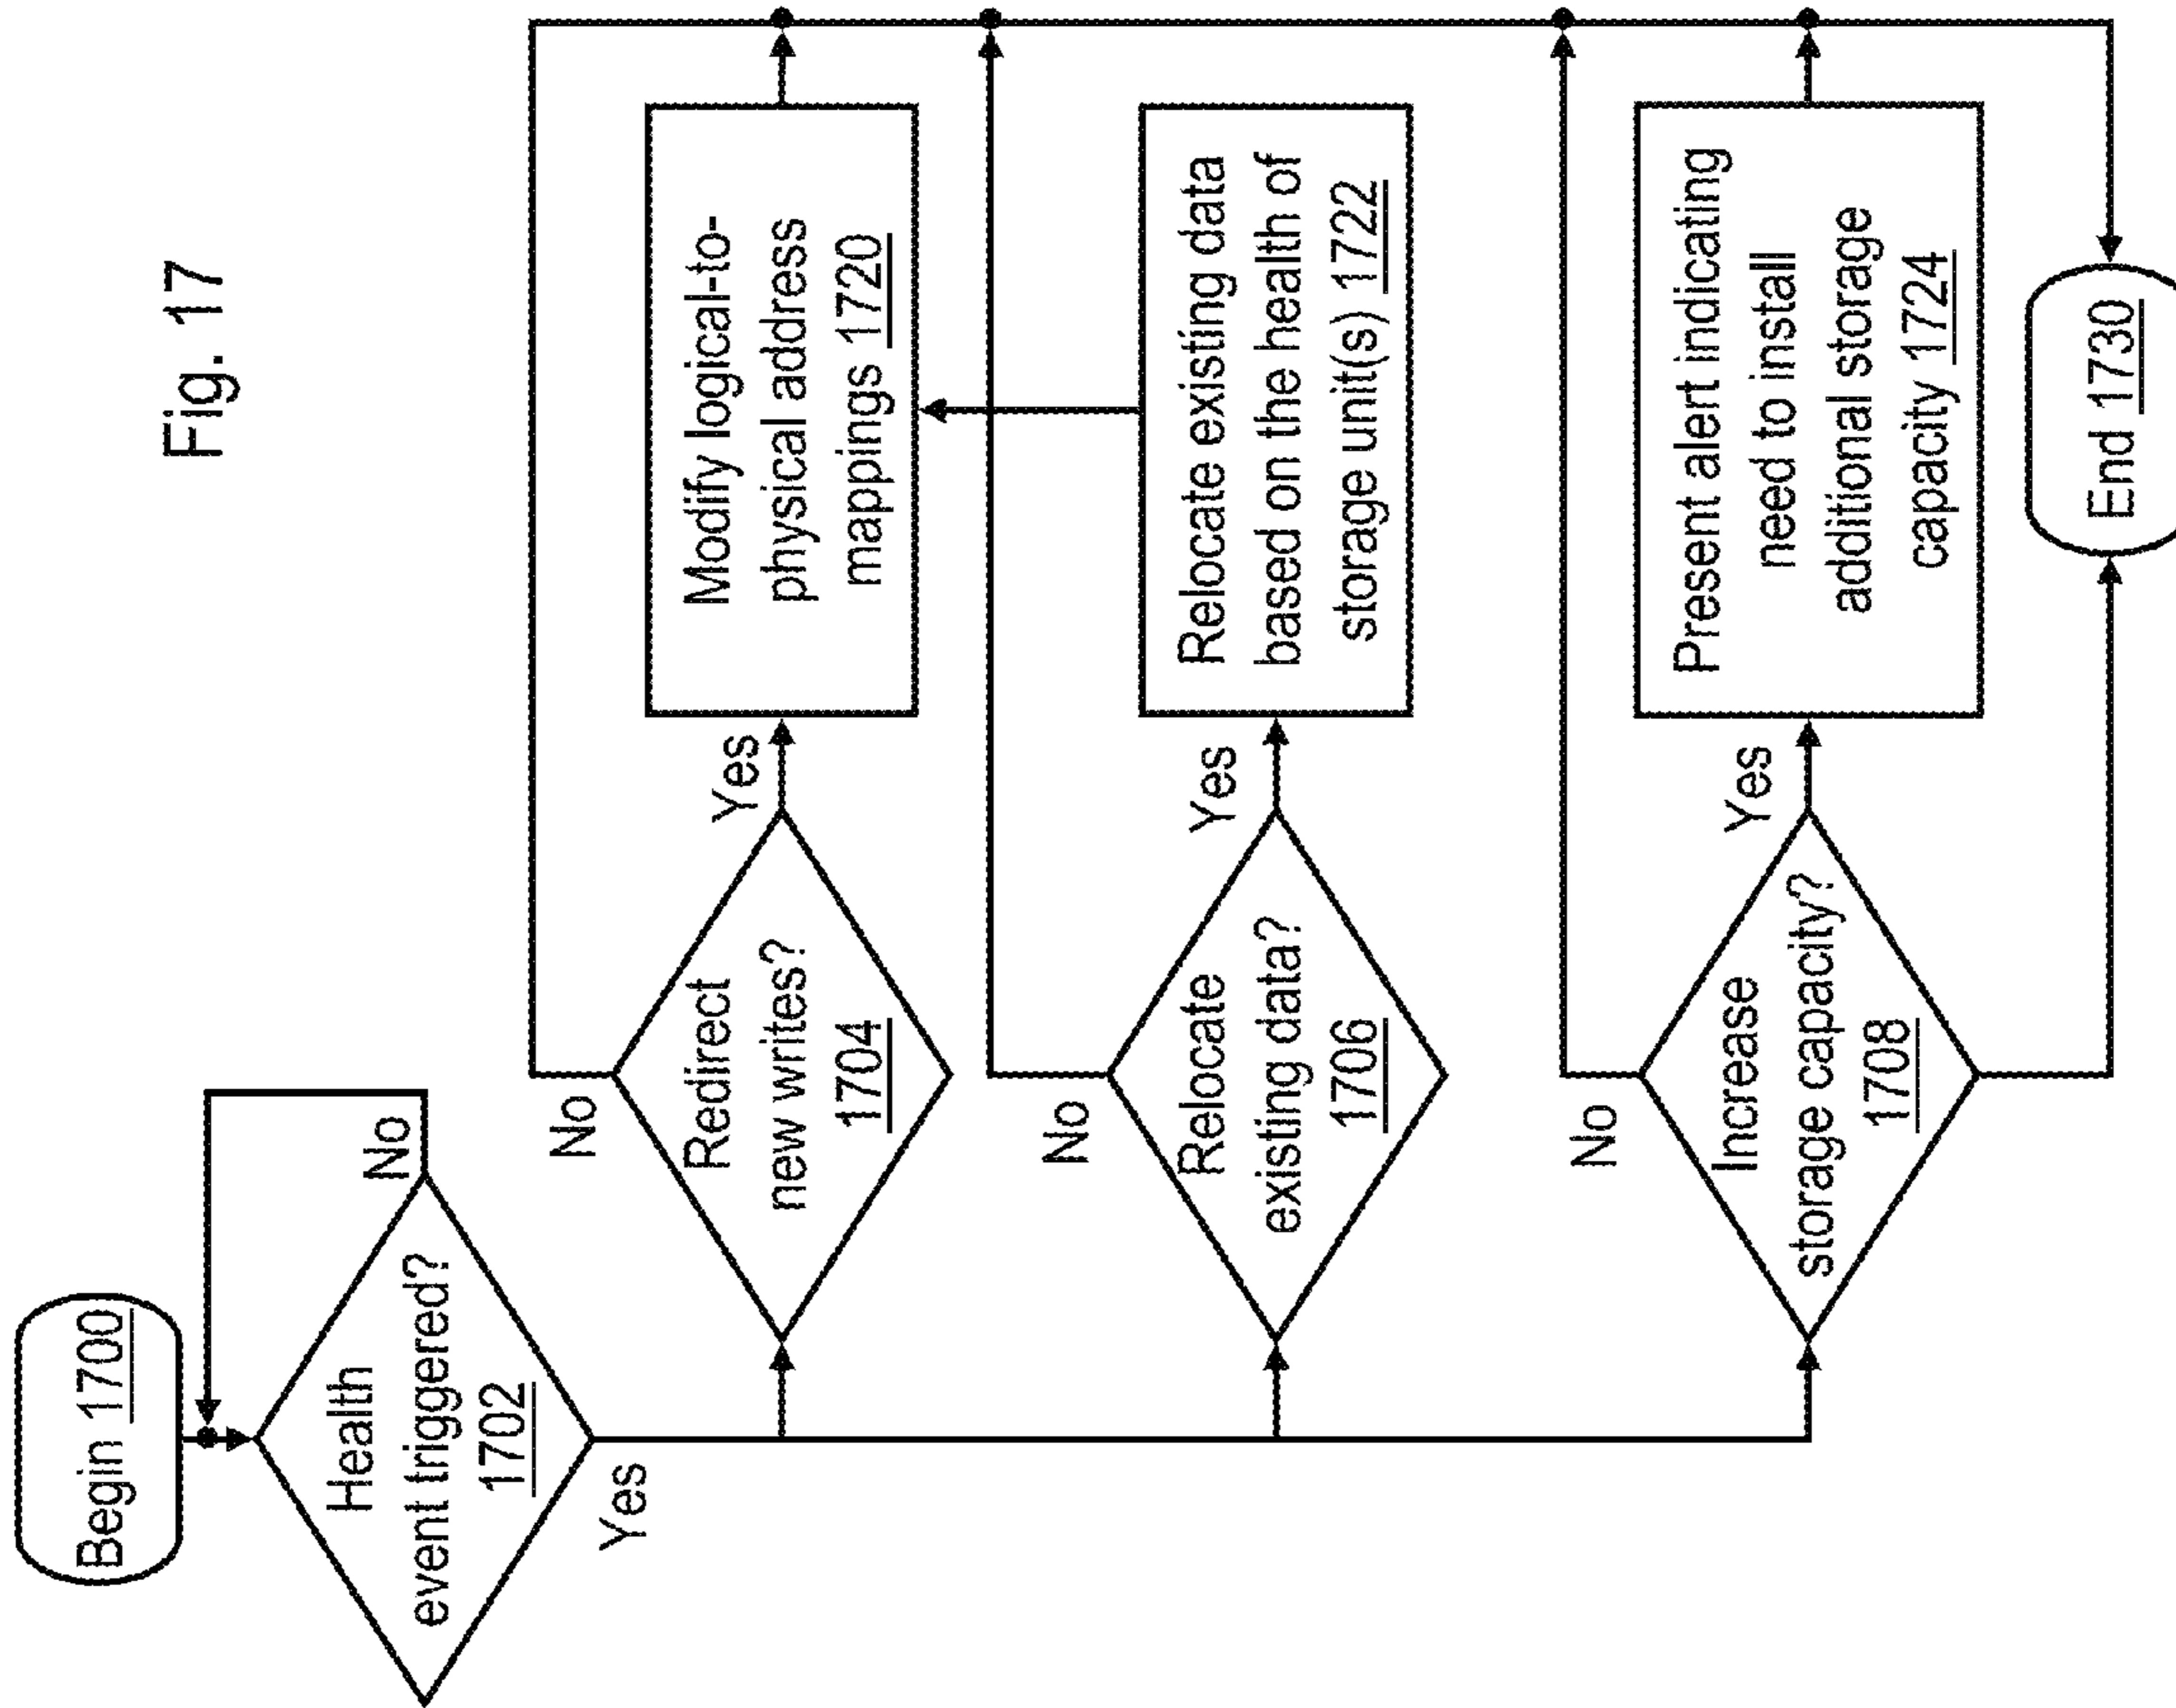 Fig. 17
Begin 1700
Health
event triggered?
1702
No
Yes
Redirect
new writes?
1704
No
Yes
Modify logical-to-
physical address
mappings 1720
Relocate
existing data?
1706
No
Yes
Relocate existing data
based on the health of
storage unit(s) 1722
Increase
storage capacity?
1708
No
Yes
Present alert indicating
need to install
additional storage
capacity 1724
End 1730